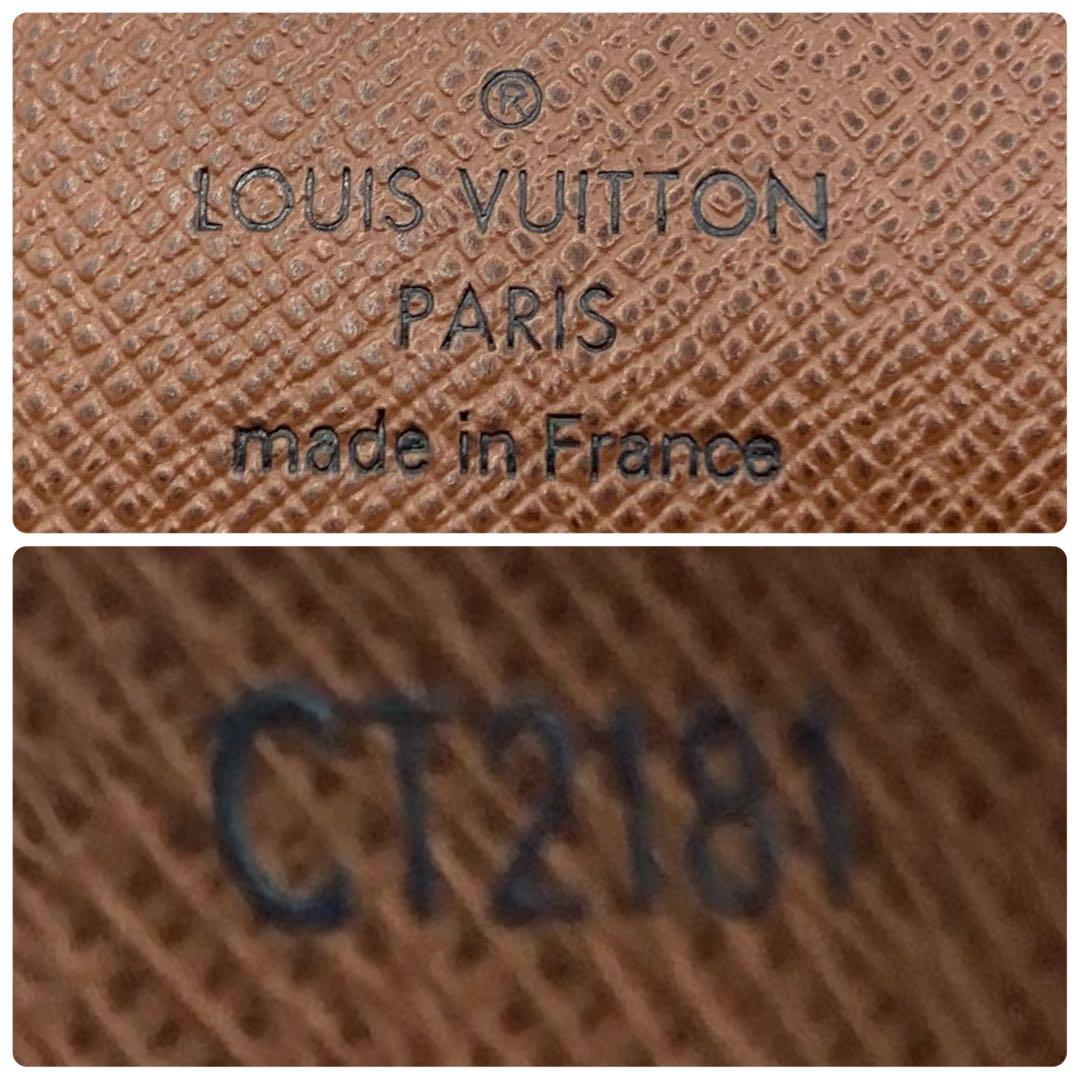 ®
LOUIS VUITTON
PARIS
made in France
CT2181